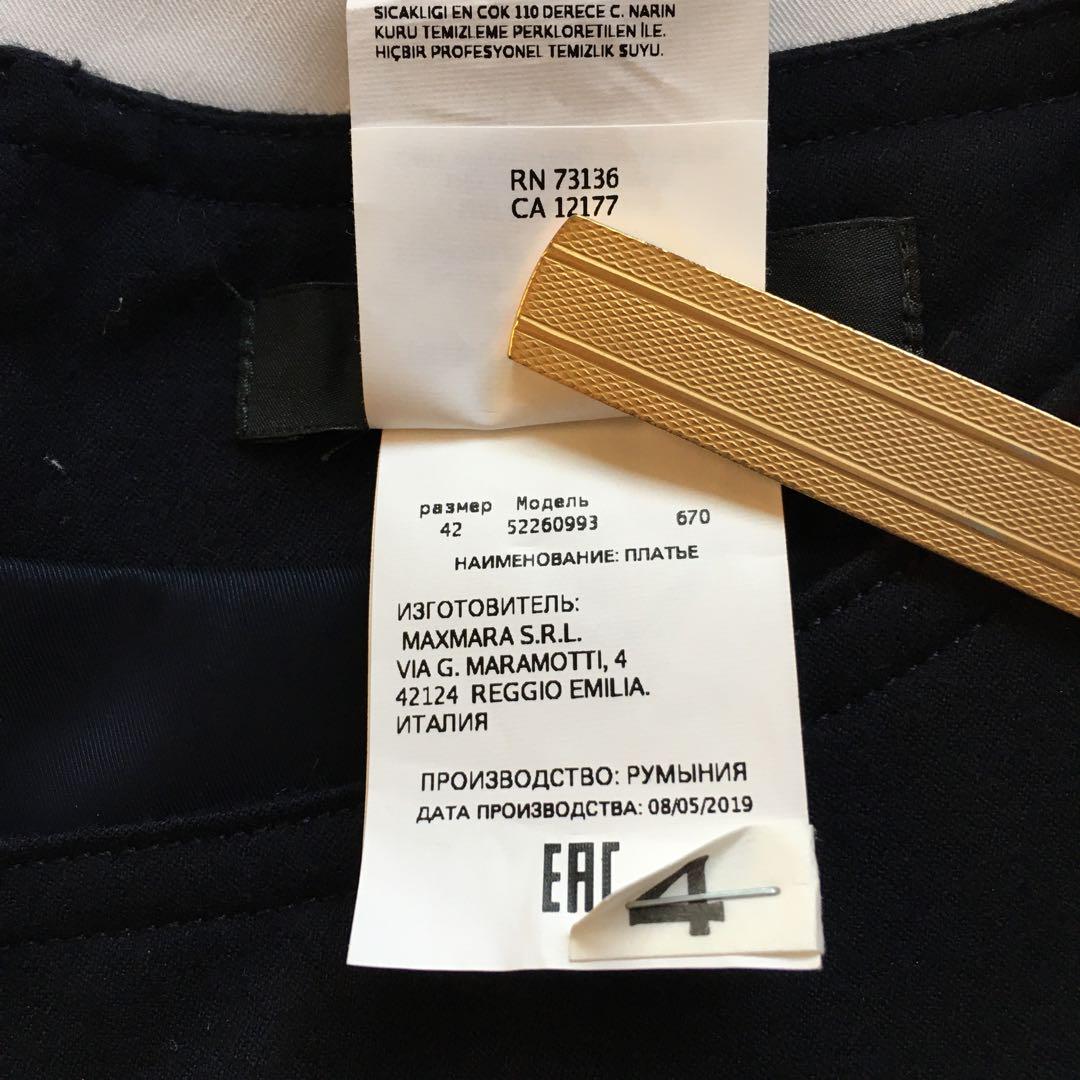 SICAKLIGI EN COK 110 DERECE C. NARIN
KURU TEMIZLEME PERKLORETILEN İLE.
HIÇBIR PROFESYONEL TEMIZLIK SUYU.
RN 73136
CA 12177
размер Модель
42 52260993 670
НАИМЕНОВАНИЕ: ПЛАТЬЕ
ИЗГОТОВИТЕЛЬ:
MAXMARA S.R.L.
VIA G. MARAMOTTI, 4
42124 REGGIO EMILIA.
ИТАЛИЯ
ПРОИЗВОДСТВО: РУМЫНИЯ
ДАТА ПРОИЗВОДСТВА: 08/05/2019
EAC
4